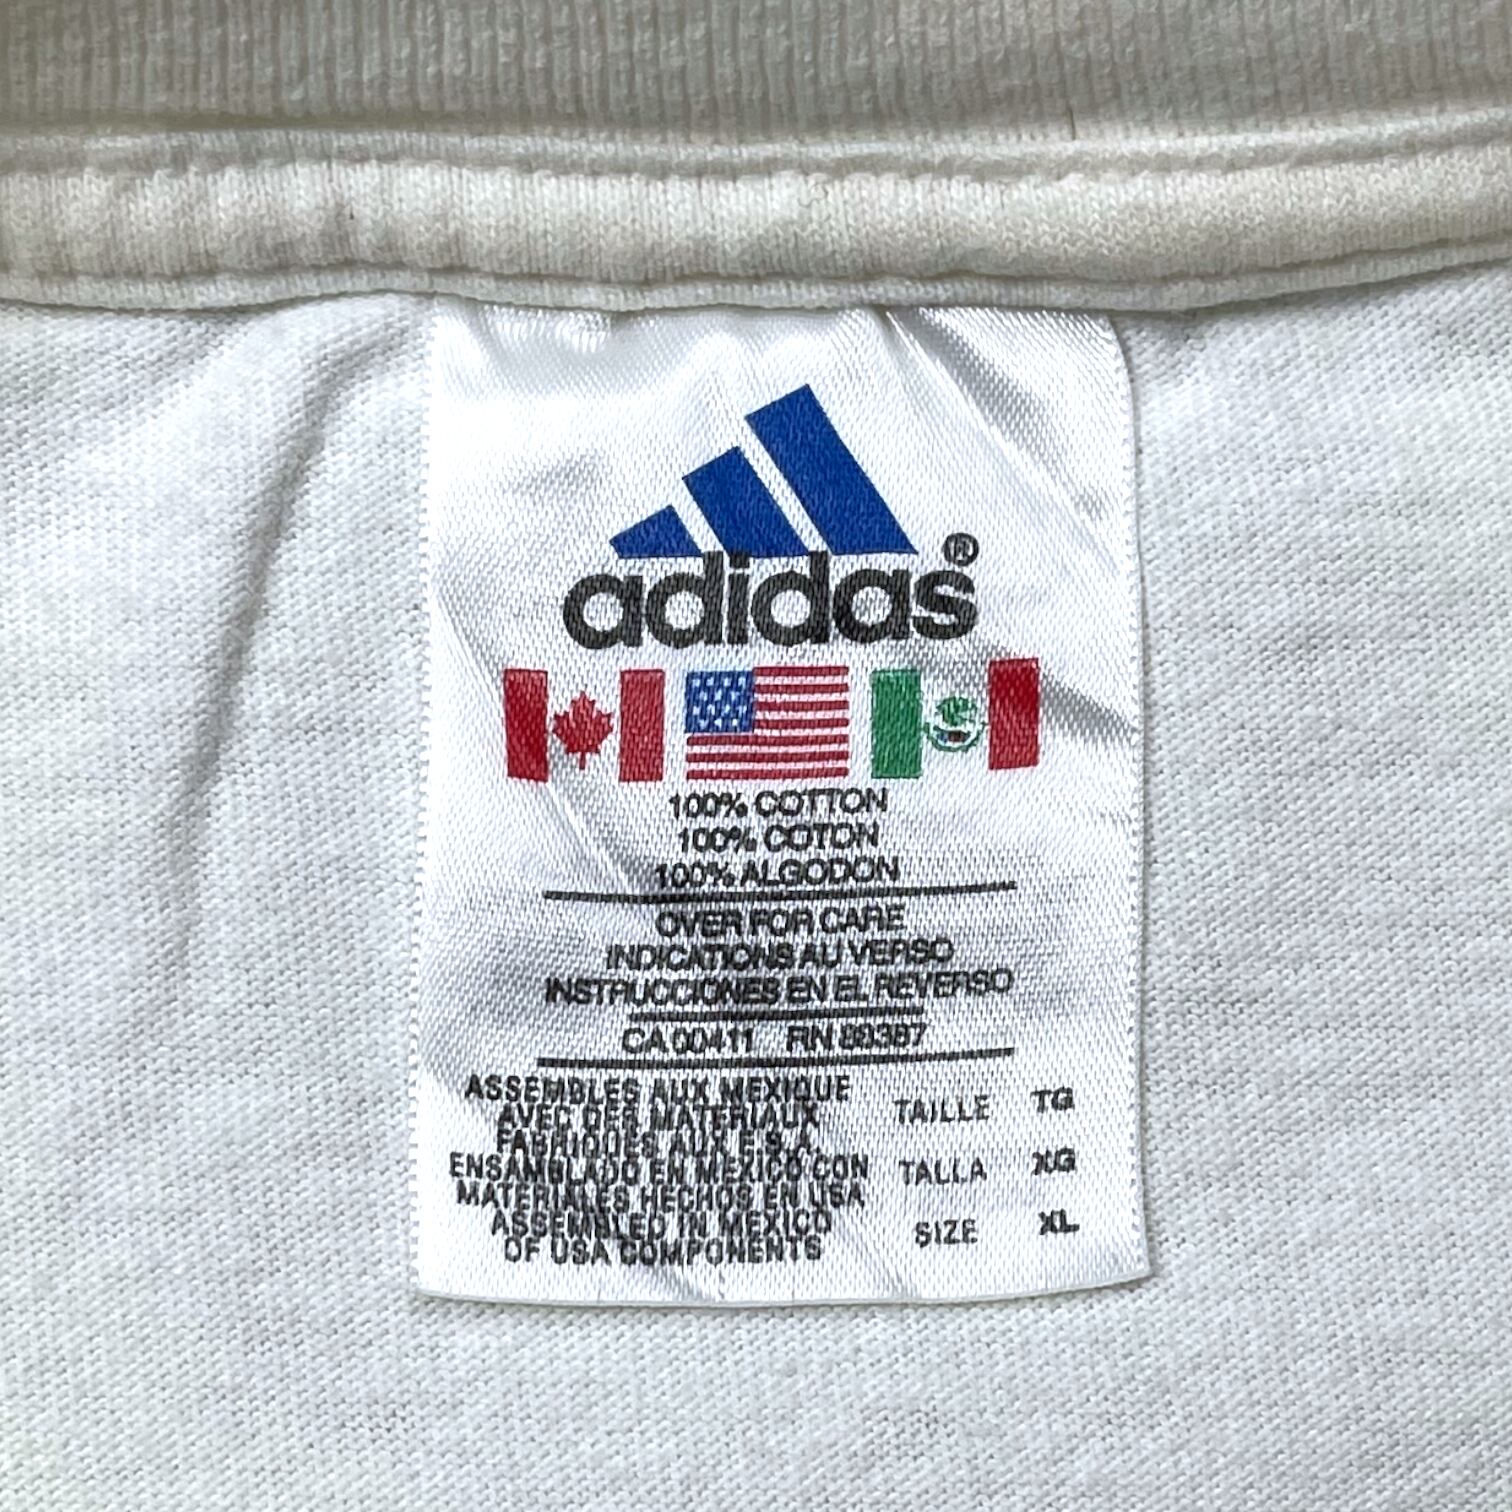 adidas®
100% COTTON
100% COTON
100% ALGODON
OVER FOR CARE
INDICATIONS AU VERSO
INSTRUCCIONES EN EL REVERSO
CA 00411 RN 88387
ASSEMBLES AUX MEXIQUE
AVEC DES MATERIAUX
FABRIQUES AUX E.S.A.
ENSAMBLADO EN MEXICO CON
MATERIALES HECHOS EN USA
ASSEMBLED IN MEXICO
OF USA COMPONENTS
TAILLE TG
TALLA XG
SIZE XL